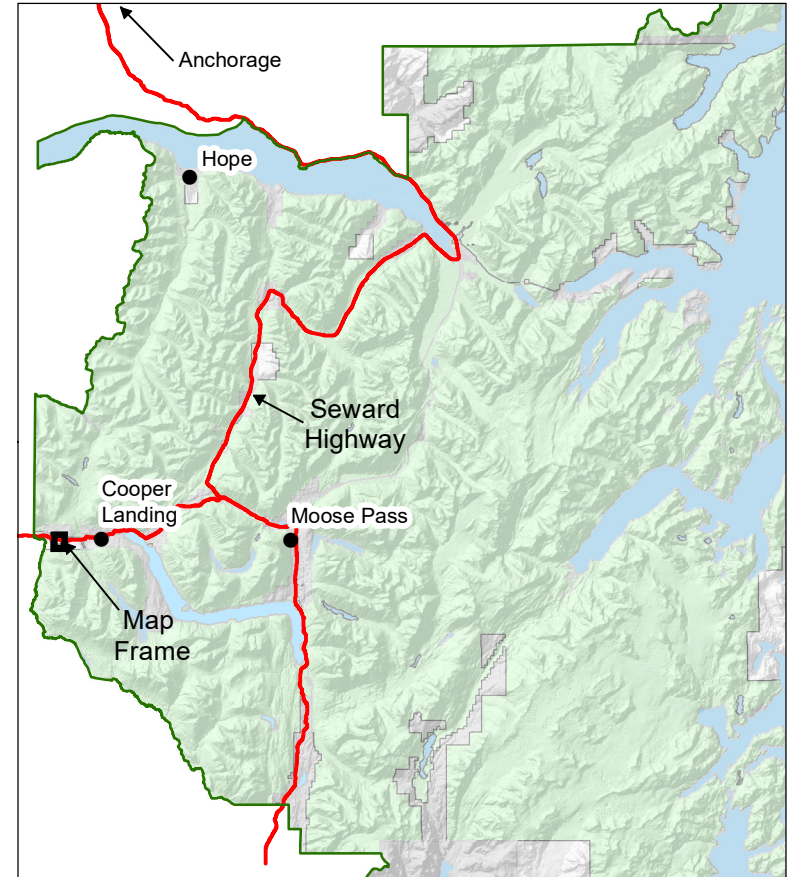 Anchorage
Hope
Seward
Highway
Cooper
Landing
Moose Pass
Map
Frame